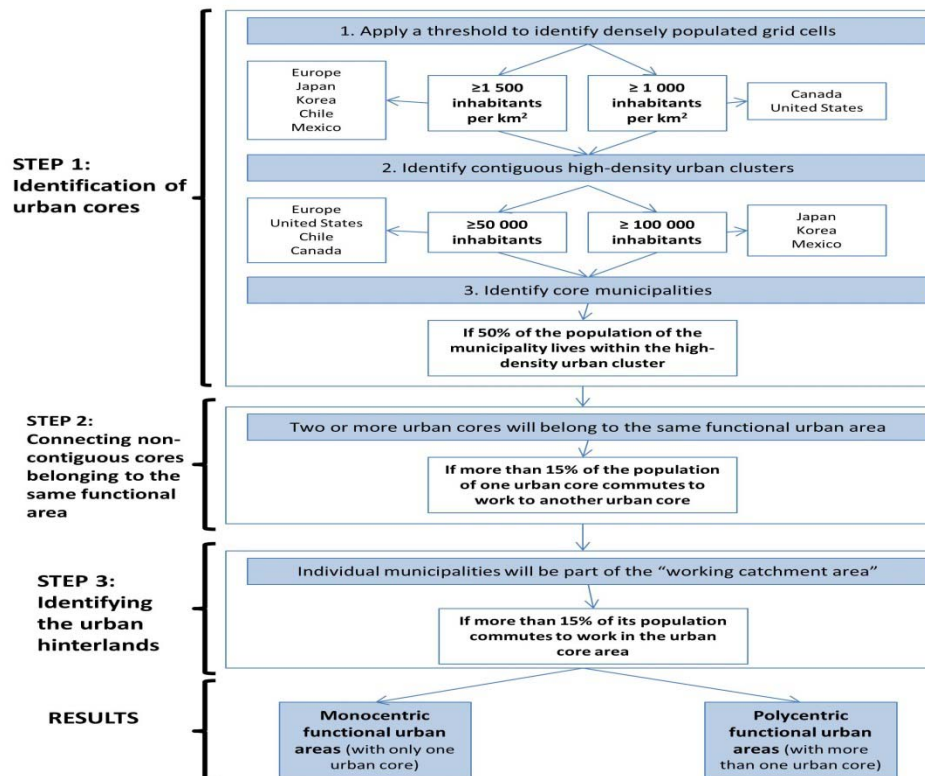 1. Apply a threshold to identify densely populated grid cells
Europe
Japan
Korea
Chile
Mexico
≥1 500
inhabitants
per km²
≥ 1 000
inhabitants
per km²
Canada
United States
STEP 1:
Identification of
urban cores
2. Identify contiguous high-density urban clusters
Europe
United States
Chile
Canada
≥50 000
inhabitants
≥ 100 000
inhabitants
Japan
Korea
Mexico
3. Identify core municipalities
If 50% of the population of the
municipality lives within the high-
density urban cluster
STEP 2:
Connecting non-
contiguous cores
belonging to the
same functional
area
Two or more urban cores will belong to the same functional urban area
If more than 15% of the population
of one urban core commutes to
work to another urban core
STEP 3:
Identifying
the urban
hinterlands
Individual municipalities will be part of the “working catchment area”
If more than 15% of its population
commutes to work in the urban
core area
RESULTS
Monocentric
functional urban
areas (with only one
urban core)
Polycentric
functional urban
areas (with more
than one urban core)